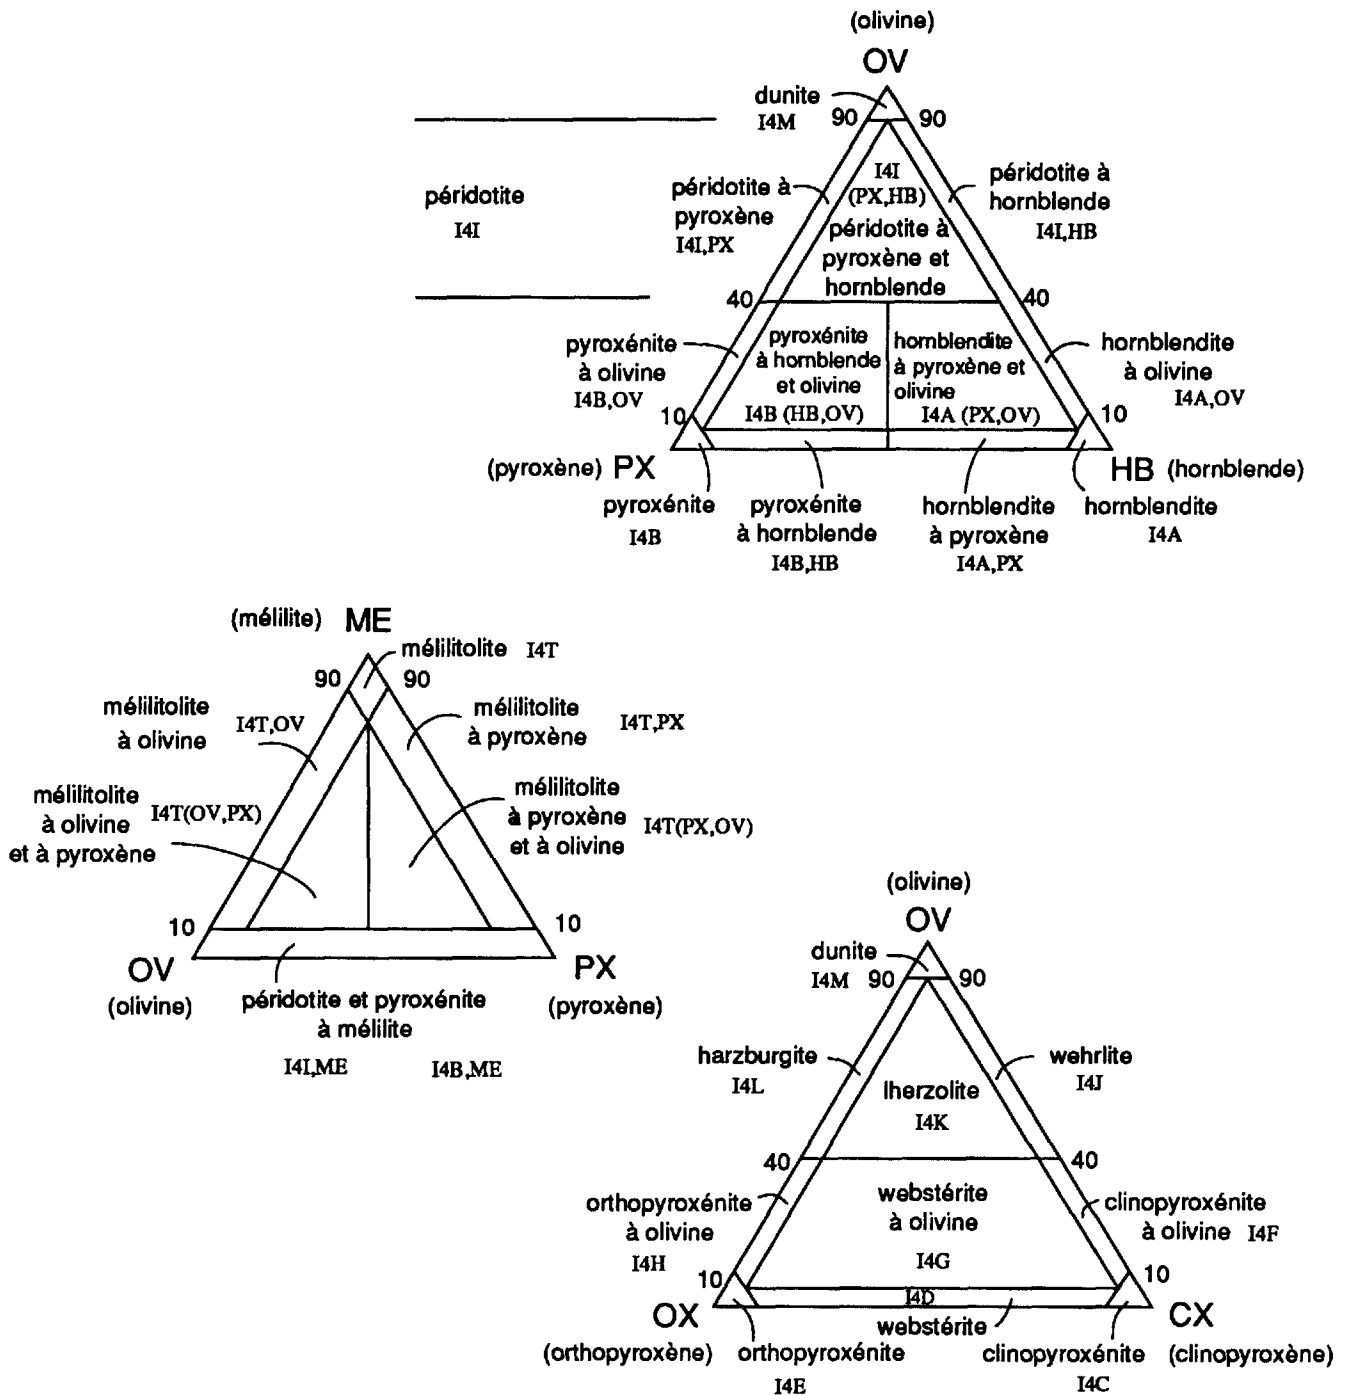 (olivine)
OV
dunite
I4M
90
90
péridotite
I4I
péridotite à
pyroxène
I4I,PX
I4I
(PX,HB)
péridotite à
pyroxène et
hornblende
péridotite à
hornblende
I4I,HB
40
40
pyroxénite
à olivine
I4B,OV
pyroxénite
à hornblende
et olivine
I4B (HB,OV)
hornblendite
à pyroxène et
olivine
I4A (PX,OV)
hornblendite
à olivine
I4A,OV
10
10
(pyroxène) PX
HB (hornblende)
pyroxénite
I4B
pyroxénite
à hornblende
I4B,HB
hornblendite
à pyroxène
I4A,PX
hornblendite
I4A
(mélilite) ME
mélilitolite I4T
90
90
mélilitolite
à olivine
I4T,OV
mélilitolite
à pyroxène
I4T,PX
mélilitolite
à olivine
et à pyroxène
I4T(OV,PX)
mélilitolite
à pyroxène
et à olivine
I4T(PX,OV)
10
10
OV
(olivine)
PX
(pyroxène)
péridotite et pyroxénite
à mélilite
I4I,ME
I4B,ME
(olivine)
OV
dunite
I4M
90
90
harzburgite
I4L
lherzolite
I4K
wehrlite
I4J
40
40
orthopyroxénite
à olivine
I4H
webstérite
à olivine
I4G
clinopyroxénite
à olivine I4F
10
10
I4D
webstérite
OX
(orthopyroxène)
CX
(clinopyroxène)
orthopyroxénite
I4E
clinopyroxénite
I4C